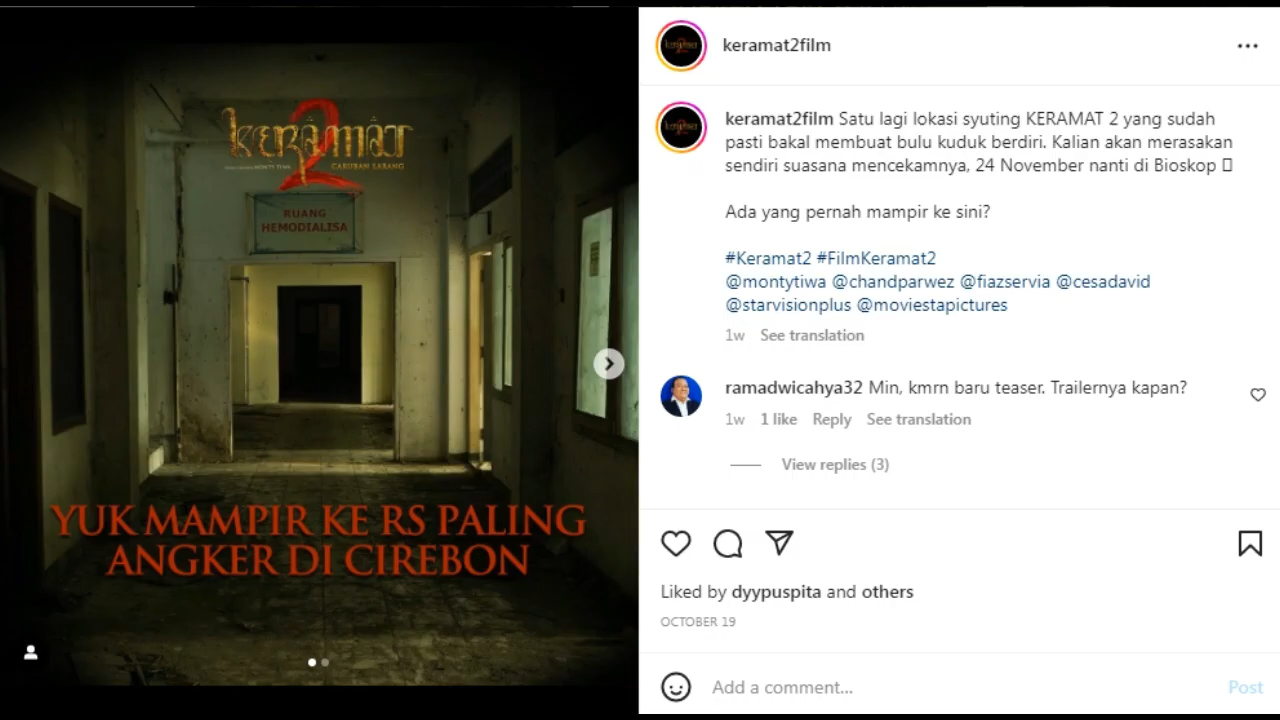 keramat
2
CARUBAN LARANG
RUANG
HEMODIALISA
YUK MAMPIR KE RS PALING
ANGKER DI CIREBON
keramat2film
keramat2film Satu lagi lokasi syuting KERAMAT 2 yang sudah
pasti bakal membuat bulu kuduk berdiri. Kalian akan merasakan
sendiri suasana mencekamnya, 24 November nanti di Bioskop
Ada yang pernah mampir ke sini?
#Keramat2 #FilmKeramat2
@montytiwa @chandparwez @fiazservia @cesadavid
@starvisionplus @moviestapictures
1w See translation
ramadwicahya32 Min, kmrn baru teaser. Trailernya kapan?
1w 1 like Reply See translation
View replies (3)
Liked by dyypuspita and others
OCTOBER 19
Add a comment... Post